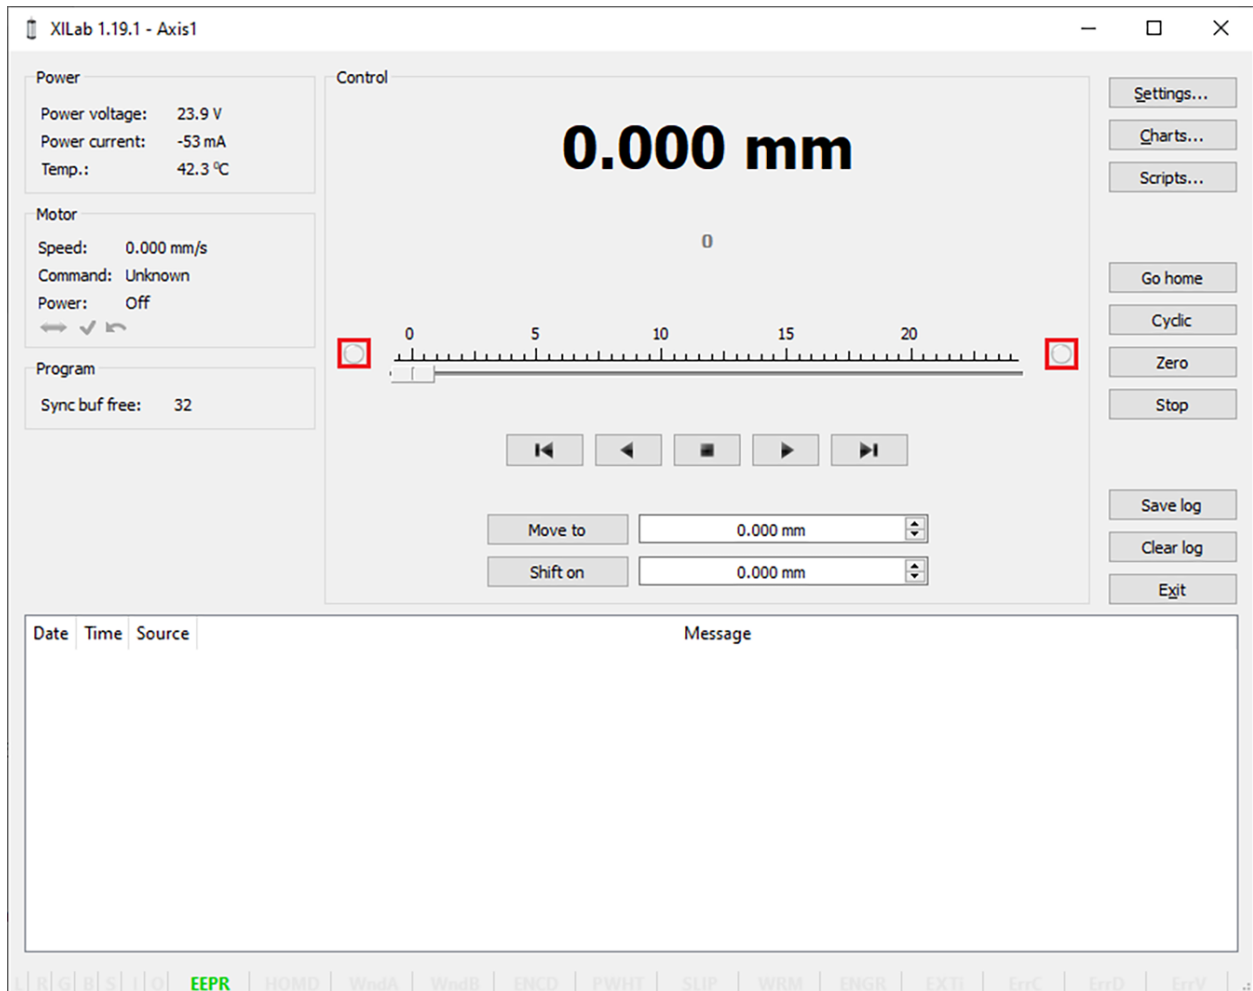 XILab 1.19.1 - Axis1
Power
Power voltage: 23.9 V
Power current: -53 mA
Temp.: 42.3 ºC
Motor
Speed: 0.000 mm/s
Command: Unknown
Power: Off
Program
Sync buf free: 32
Control
0.000 mm
0
0 5 10 15 20
Move to 0.000 mm
Shift on 0.000 mm
Settings...
Charts...
Scripts...
Go home
Cyclic
Zero
Stop
Save log
Clear log
Exit
Date Time Source Message
L R G B S I O EEPR HOMD WndA WndB ENCD PWHT SLIP WRM ENGR EXTi ErrC ErrD ErrV